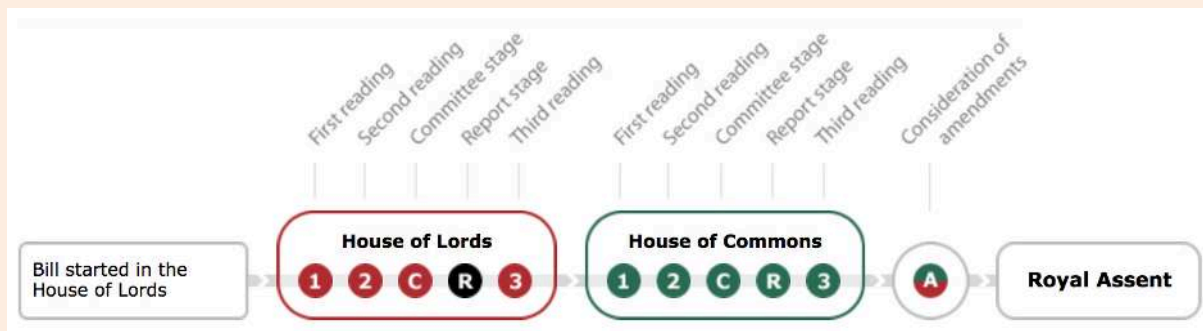 First reading
Second reading
Committee stage
Report stage
Third reading
First reading
Second reading
Committee stage
Report stage
Third reading
Consideration of
amendments
Bill started in the
House of Lords
House of Lords
1 2 C R 3
House of Commons
1 2 C R 3
A
Royal Assent